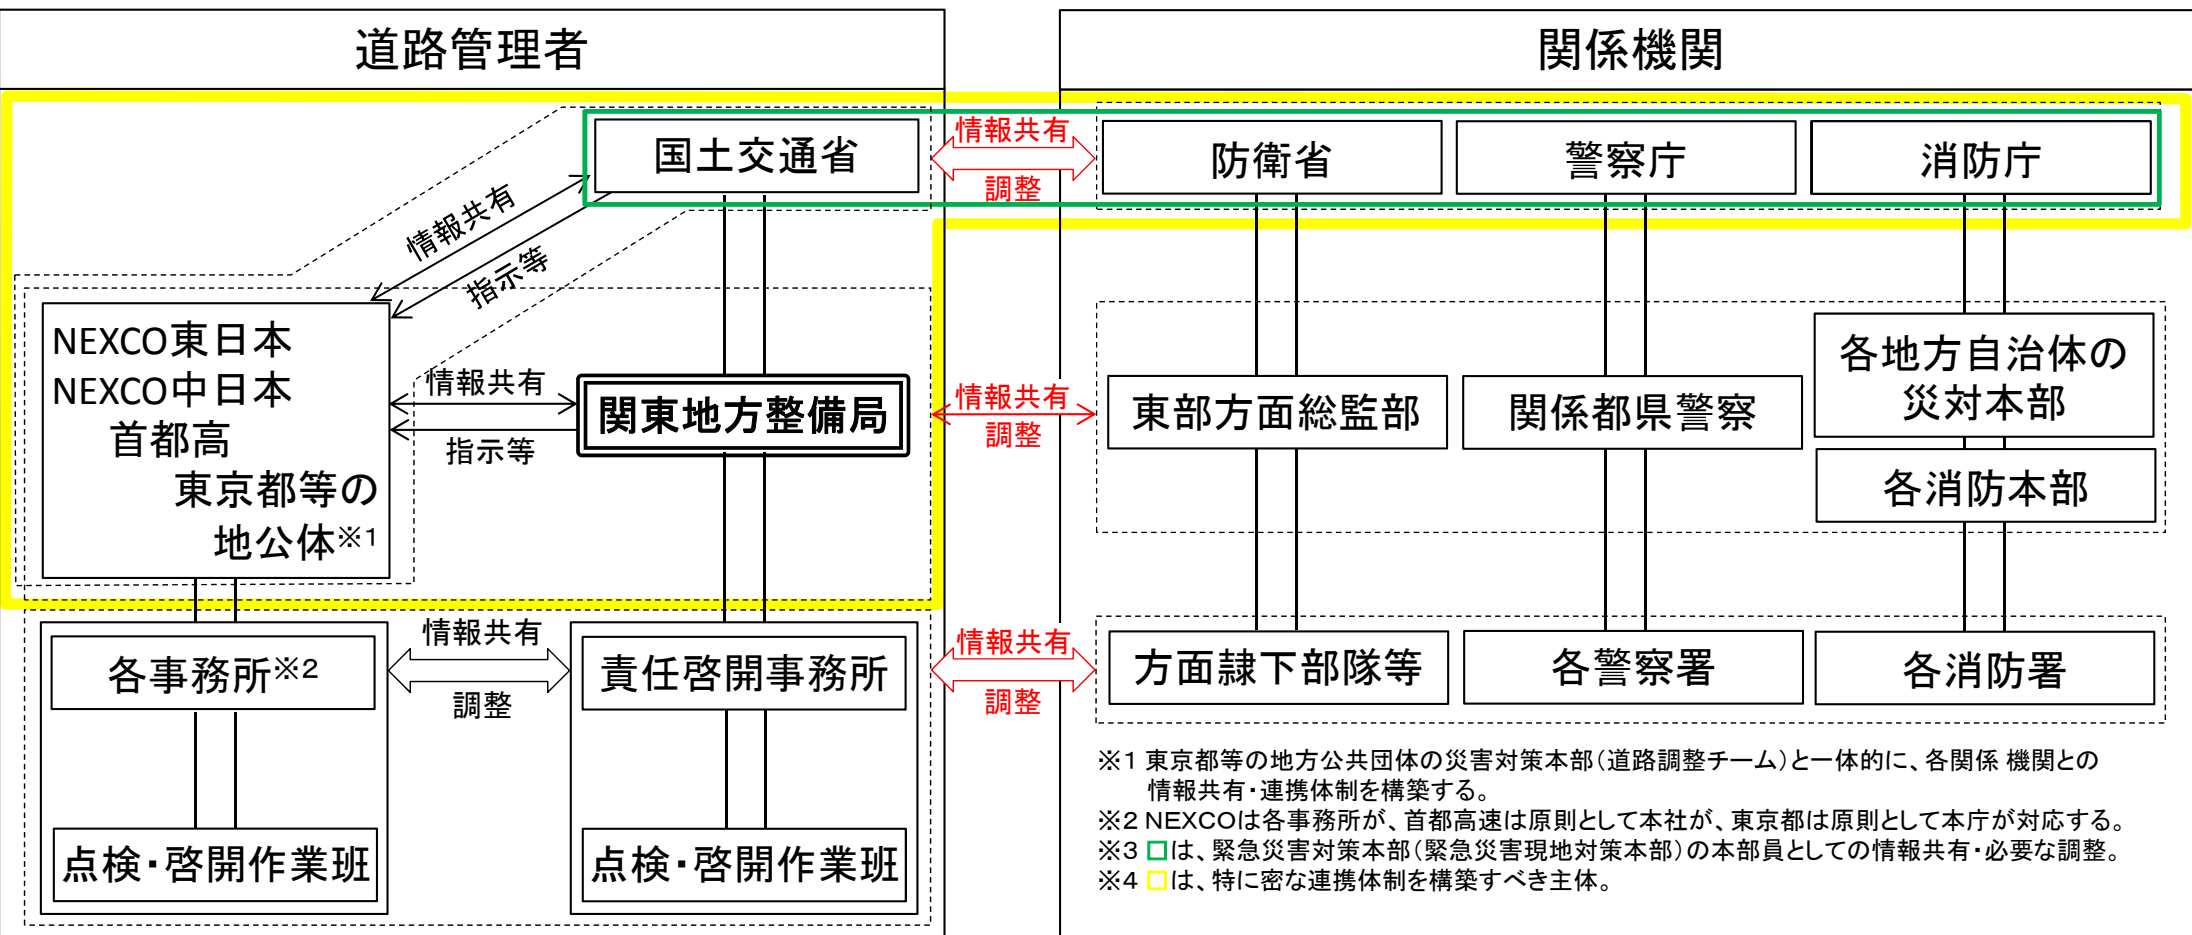 道路管理者
関係機関
国土交通省
情報共有
調整
防衛省
警察庁
消防庁
情報共有
指示等
NEXCO東日本
NEXCO中日本
首都高
東京都等の
地公体※1
情報共有
指示等
関東地方整備局
情報共有
調整
東部方面総監部
関係都県警察
各地方自治体の
災対本部
各消防本部
各事務所※2
情報共有
調整
責任啓開事務所
情報共有
調整
方面隷下部隊等
各警察署
各消防署
点検・啓開作業班
点検・啓開作業班
※1 東京都等の地方公共団体の災害対策本部（道路調整チーム）と一体的に、各関係 機関との
情報共有・連携体制を構築する。
※2 NEXCOは各事務所が、首都高速は原則として本社が、東京都は原則として本庁が対応する。
※3 □は、緊急災害対策本部（緊急災害現地対策本部）の本部員としての情報共有・必要な調整。
※4 □は、特に密な連携体制を構築すべき主体。